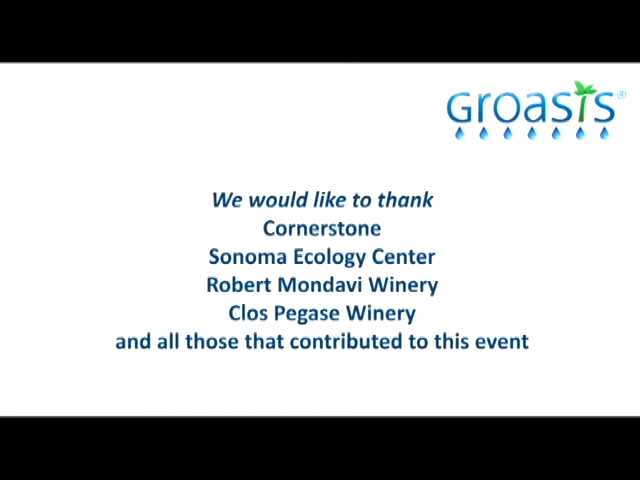 Groasis®
We would like to thank
Cornerstone
Sonoma Ecology Center
Robert Mondavi Winery
Clos Pegase Winery
and all those that contributed to this event